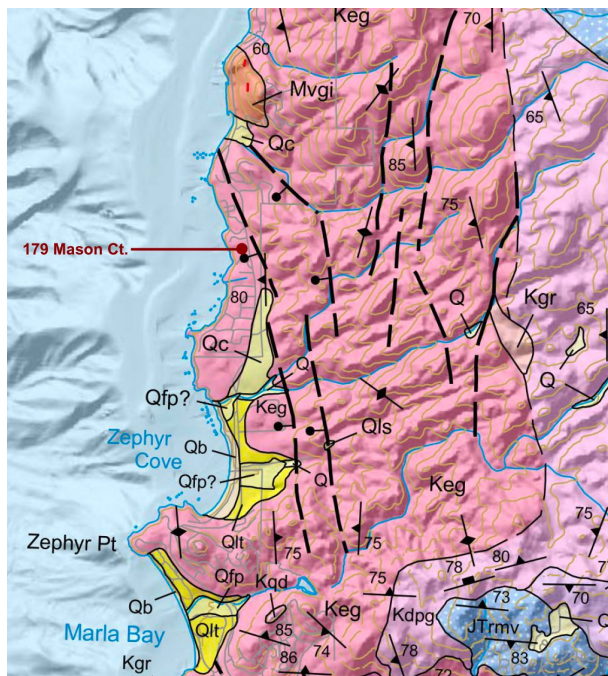 Keg
70
60
Mvgi
65
Qc
85
75
179 Mason Ct.
80
Q
Kgr
65
Qc
Q
Q
Qfp?
Keg
Qls
Zephyr
Cove
Qb
Q
Qfp?
Keg
Zephyr Pt
Qlt
75
75
75
78
80
Qfp
Kqd
75
73
70
Qb
Keg
Kdpg
JTrmv
Q
Marla Bay
Qlt
85
74
78
83
Kgr
86
72